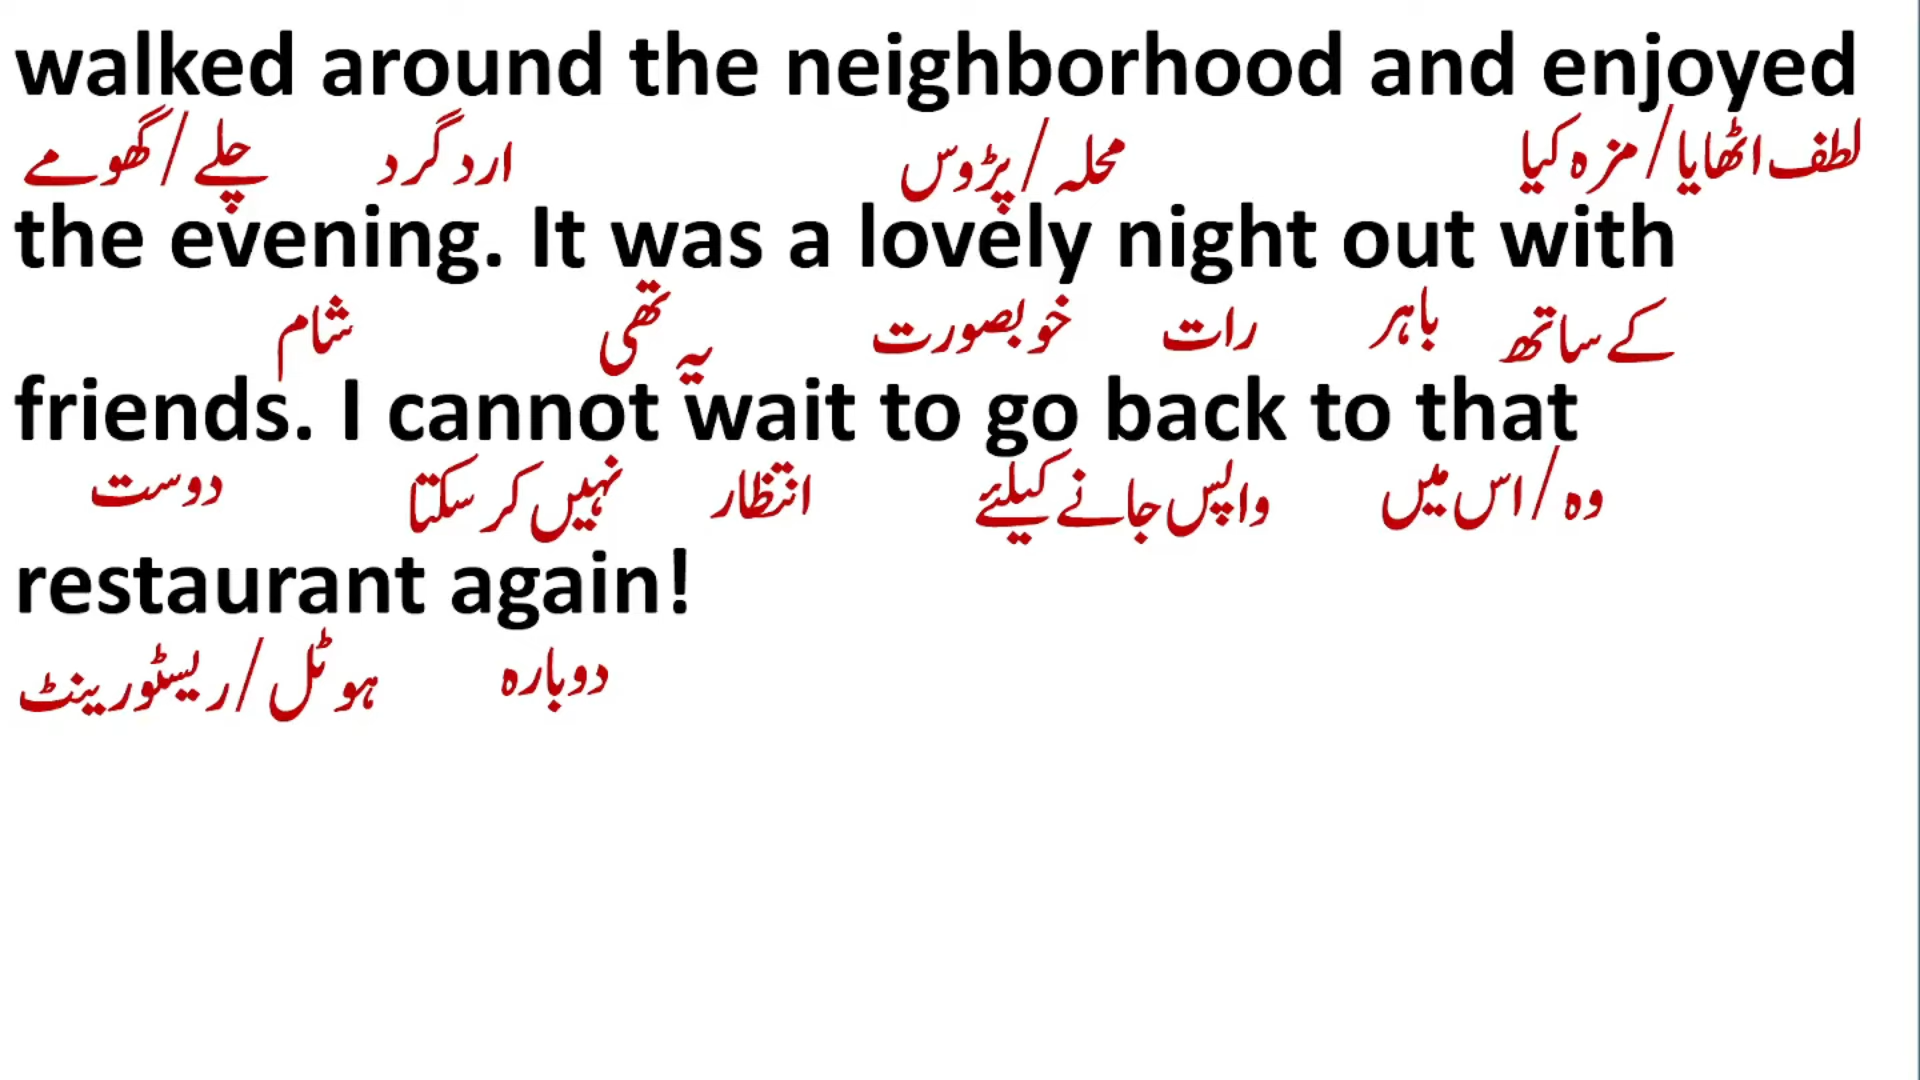 walked around the neighborhood and enjoyed
چلے/گھومے ارد گرد محلہ/پڑوس لطف اٹھایا/مزہ کیا
the evening. It was a lovely night out with
شام یہ تھی خوبصورت رات باہر کے ساتھ
friends. I cannot wait to go back to that
دوست نہیں کر سکتا انتظار واپس جانے کیلئے وہ/اس میں
restaurant again!
ہوٹل/ریسٹورینٹ دوبارہ